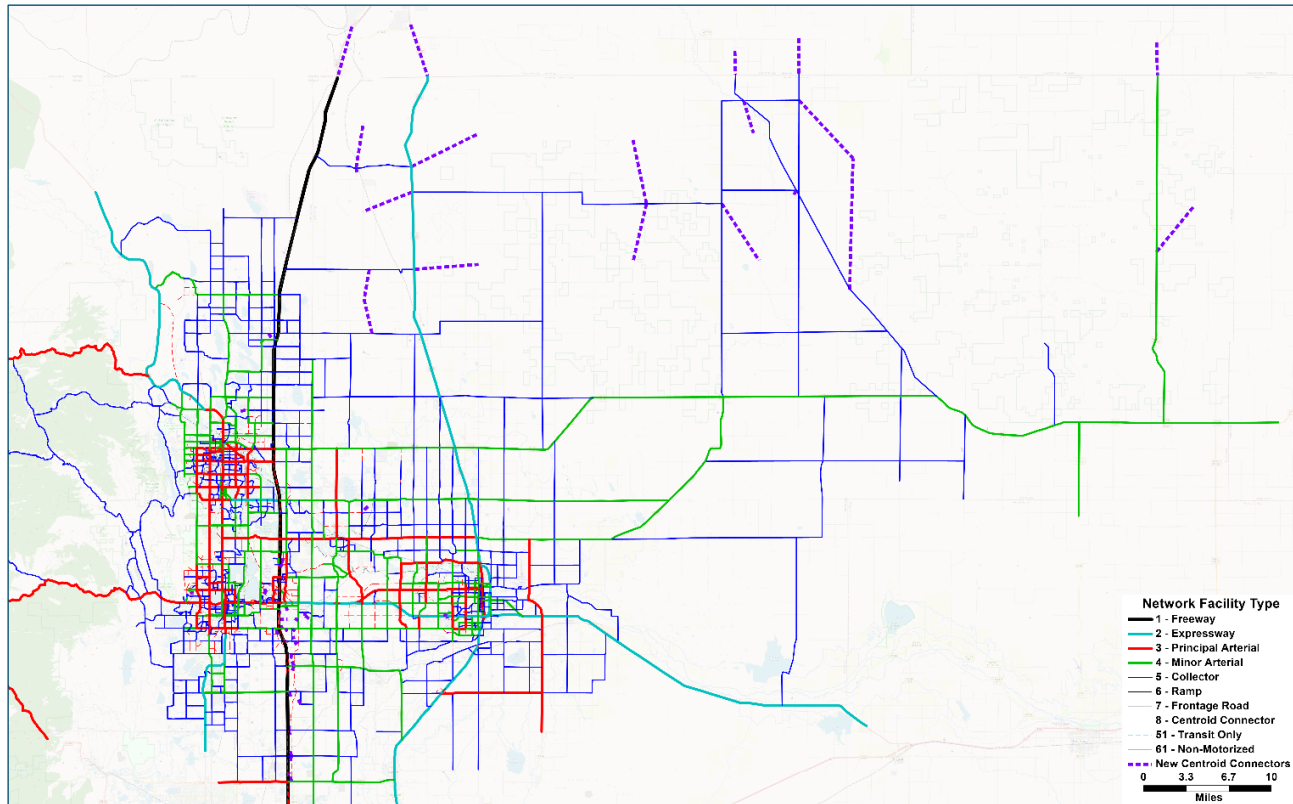 Network Facility Type
1 - Freeway
2 - Expressway
3 - Principal Arterial
4 - Minor Arterial
5 - Collector
6 - Ramp
7 - Frontage Road
8 - Centroid Connector
51 - Transit Only
61 - Non-Motorized
New Centroid Connectors
0 3.3 6.7 10
Miles